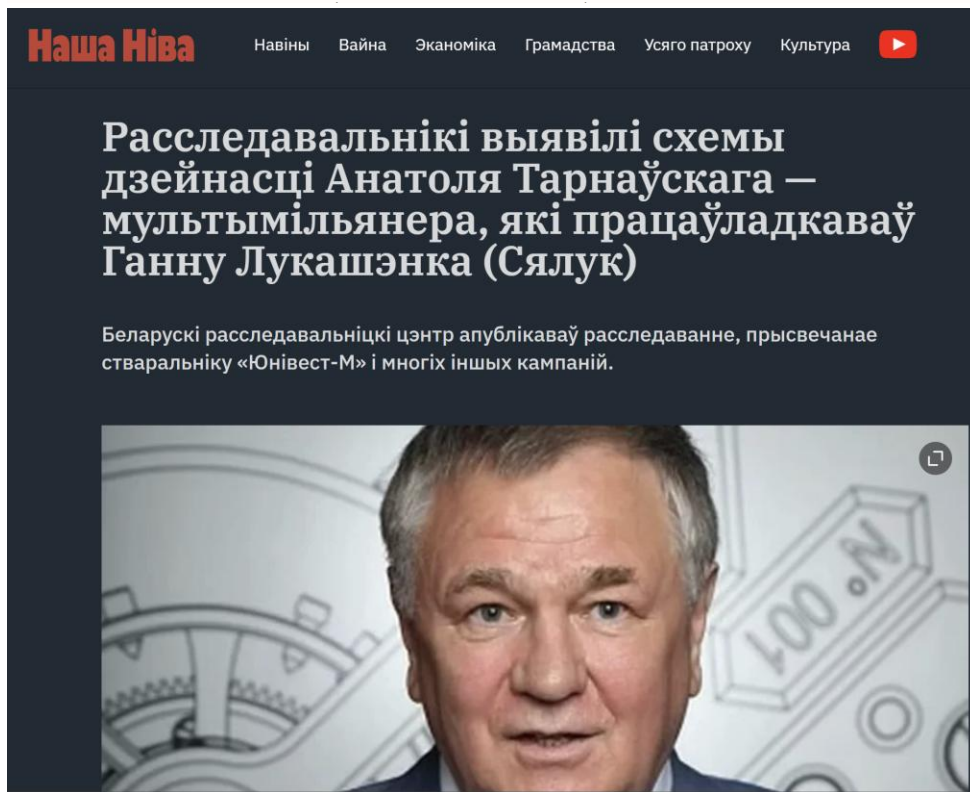 Наша Ніва
Навіны Вайна Эканоміка Грамадства Усяго патроху Культура
Расследавальнікі выявілі схемы
дзейнасці Анатоля Тарнаўскага —
мультымільянера, які працаўладкаваў
Ганну Лукашэнка (Сялук)
Беларускі расследавальніцкі цэнтр апублікаваў расследаванне, прысвечанае
стваральніку «Юнівест-М» і многіх іншых кампаній.
N° 001